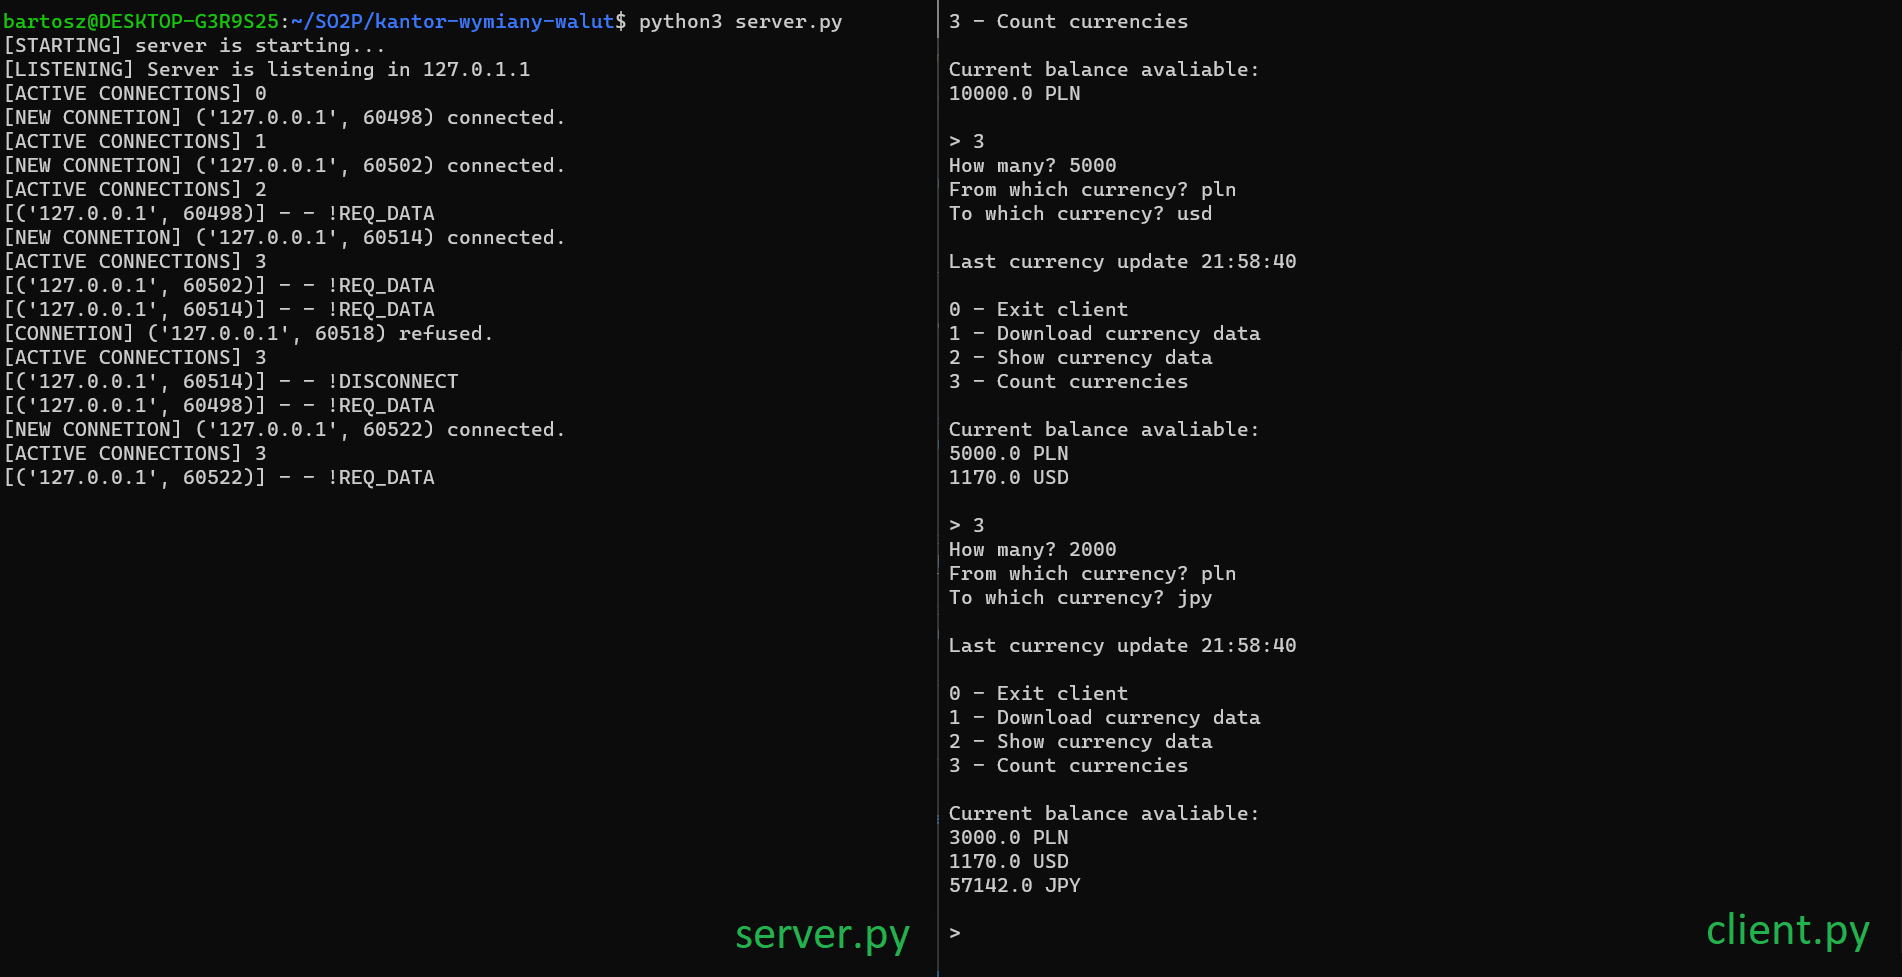 bartosz@DESKTOP-G3R9S25:~/SO2P/kantor-wymiany-walut$ python3 server.py
[STARTING] server is starting...
[LISTENING] Server is listening in 127.0.1.1
[ACTIVE CONNECTIONS] 0
[NEW CONNETION] ('127.0.0.1', 60498) connected.
[ACTIVE CONNECTIONS] 1
[NEW CONNETION] ('127.0.0.1', 60502) connected.
[ACTIVE CONNECTIONS] 2
[('127.0.0.1', 60498)] - - !REQ_DATA
[NEW CONNETION] ('127.0.0.1', 60514) connected.
[ACTIVE CONNECTIONS] 3
[('127.0.0.1', 60502)] - - !REQ_DATA
[('127.0.0.1', 60514)] - - !REQ_DATA
[CONNETION] ('127.0.0.1', 60518) refused.
[ACTIVE CONNECTIONS] 3
[('127.0.0.1', 60514)] - - !DISCONNECT
[('127.0.0.1', 60498)] - - !REQ_DATA
[NEW CONNETION] ('127.0.0.1', 60522) connected.
[ACTIVE CONNECTIONS] 3
[('127.0.0.1', 60522)] - - !REQ_DATA
server.py
3 - Count currencies
Current balance avaliable:
10000.0 PLN
> 3
How many? 5000
From which currency? pln
To which currency? usd
Last currency update 21:58:40
0 - Exit client
1 - Download currency data
2 - Show currency data
3 - Count currencies
Current balance avaliable:
5000.0 PLN
1170.0 USD
> 3
How many? 2000
From which currency? pln
To which currency? jpy
Last currency update 21:58:40
0 - Exit client
1 - Download currency data
2 - Show currency data
3 - Count currencies
Current balance avaliable:
3000.0 PLN
1170.0 USD
57142.0 JPY
>
client.py